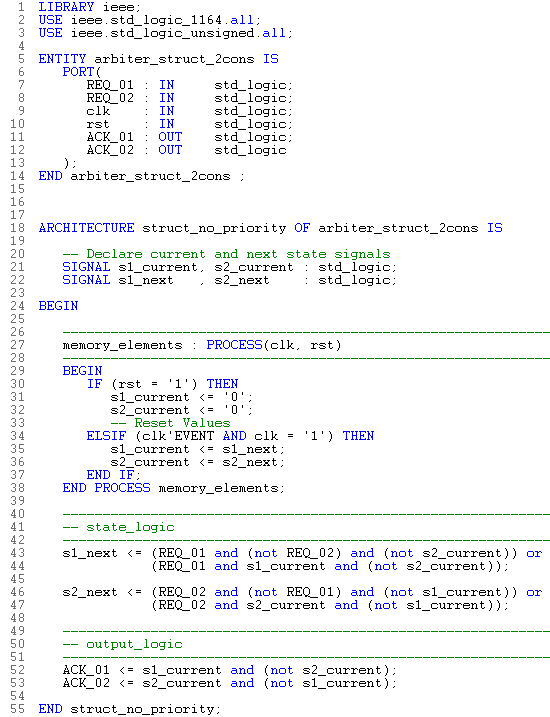 1 LIBRARY ieee;
2 USE ieee.std_logic_1164.all;
3 USE ieee.std_logic_unsigned.all;
4
5 ENTITY arbiter_struct_2cons IS
6    PORT(
7       REQ_01 : IN     std_logic;
8       REQ_02 : IN     std_logic;
9       clk    : IN     std_logic;
10       rst    : IN     std_logic;
11       ACK_01 : OUT    std_logic;
12       ACK_02 : OUT    std_logic
13    );
14 END arbiter_struct_2cons ;
15
16
17
18 ARCHITECTURE struct_no_priority OF arbiter_struct_2cons IS
19
20    -- Declare current and next state signals
21    SIGNAL s1_current, s2_current : std_logic;
22    SIGNAL s1_next   , s2_next    : std_logic;
23
24 BEGIN
25
26    -------------------------------------------------------------
27    memory_elements : PROCESS(clk, rst)
28    -------------------------------------------------------------
29    BEGIN
30       IF (rst = '1') THEN
31          s1_current <= '0';
32          s2_current <= '0';
33          -- Reset Values
34       ELSIF (clk'EVENT AND clk = '1') THEN
35          s1_current <= s1_next;
36          s2_current <= s2_next;
37       END IF;
38    END PROCESS memory_elements;
39
40    -------------------------------------------------------------
41    -- state_logic
42    -------------------------------------------------------------
43    s1_next <= (REQ_01 and (not REQ_02) and (not s2_current)) or
44               (REQ_01 and s1_current and (not s2_current));
45
46    s2_next <= (REQ_02 and (not REQ_01) and (not s1_current)) or
47               (REQ_02 and s2_current and (not s1_current));
48
49    -------------------------------------------------------------
50    -- output_logic
51    -------------------------------------------------------------
52    ACK_01 <= s1_current and (not s2_current);
53    ACK_02 <= s2_current and (not s1_current);
54
55 END struct_no_priority;